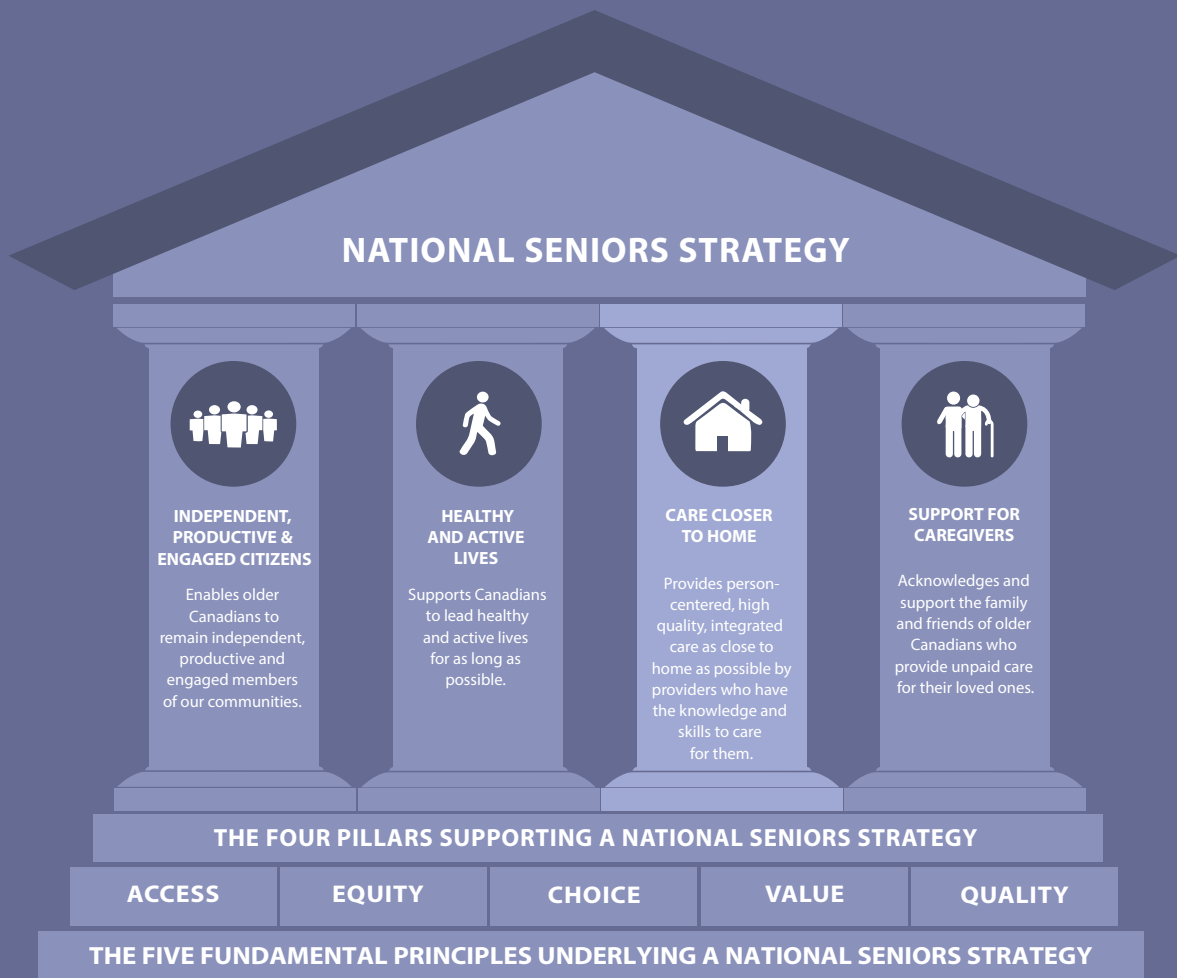 NATIONAL SENIORS STRATEGY
INDEPENDENT,
PRODUCTIVE &
ENGAGED CITIZENS
Enables older
Canadians to
remain independent,
productive and
engaged members
of our communities.
HEALTHY
AND ACTIVE
LIVES
Supports Canadians
to lead healthy
and active lives
for as long as
possible.
CARE CLOSER
TO HOME
Provides person-
centered, high
quality, integrated
care as close to
home as possible by
providers who have
the knowledge and
skills to care
for them.
SUPPORT FOR
CAREGIVERS
Acknowledges and
support the family
and friends of older
Canadians who
provide unpaid care
for their loved ones.
THE FOUR PILLARS SUPPORTING A NATIONAL SENIORS STRATEGY
ACCESS EQUITY CHOICE VALUE QUALITY
THE FIVE FUNDAMENTAL PRINCIPLES UNDERLYING A NATIONAL SENIORS STRATEGY